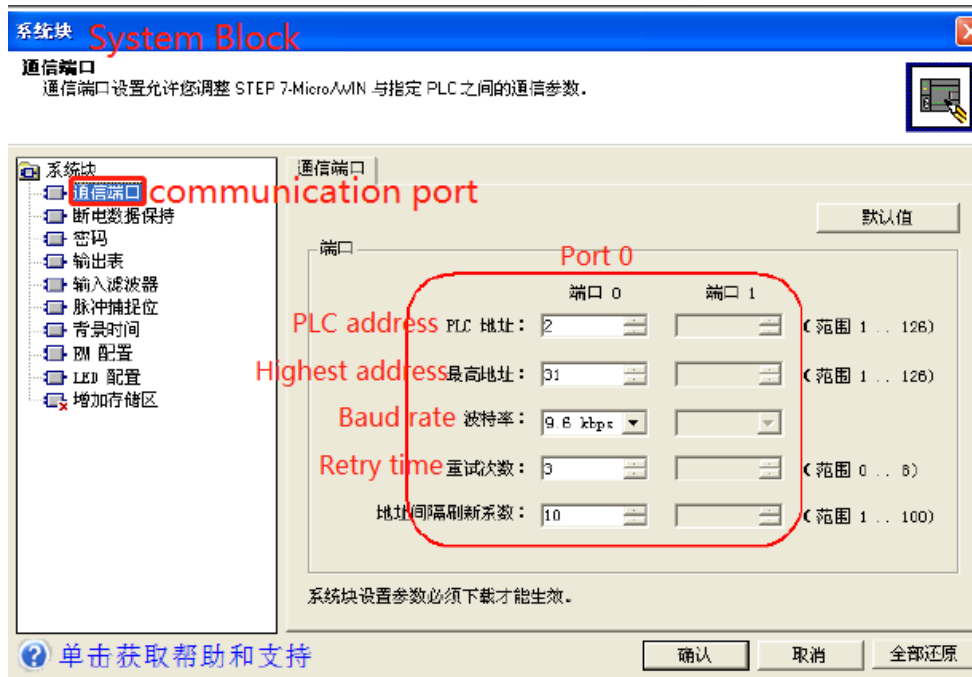 系统块 System Block
通信端口
通信端口设置允许您调整 STEP 7-Micro/WIN 与指定 PLC 之间的通信参数.
系统块
通信端口 communication port
断电数据保持
密码
输出表
输入滤波器
脉冲捕捉位
背景时间
EM 配置
LED 配置
增加存储区
通信端口
默认值
端口
Port 0
端口 0 端口 1
PLC address PLC 地址: 2 (范围 1 .. 126)
Highest address 最高地址: 31 (范围 1 .. 126)
Baud rate 波特率: 9.6 kbps
Retry time 重试次数: 3 (范围 0 .. 8)
地址间隔刷新系数: 10 (范围 1 .. 100)
系统块设置参数必须下载才能生效.
单击获取帮助和支持
确认 取消 全部还原